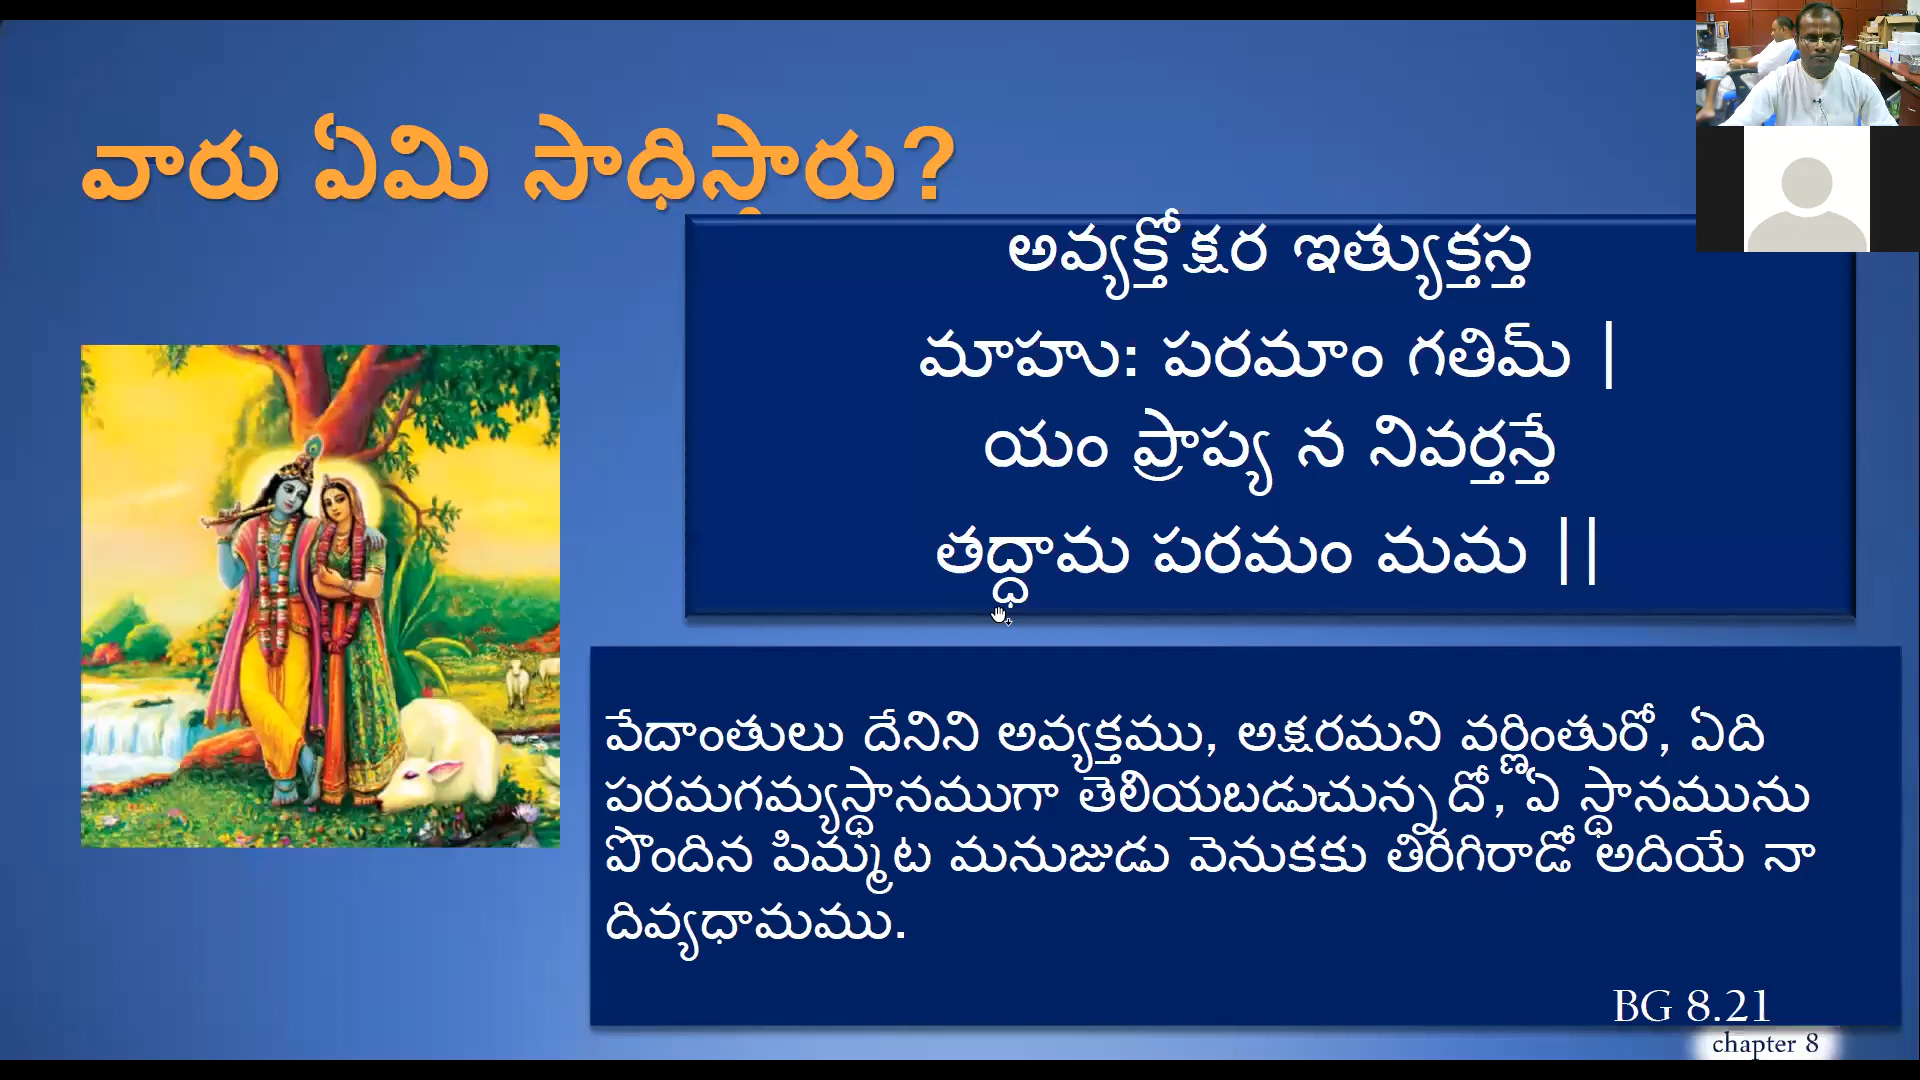 వారు ఏమి సాధిస్తారు?
అవ్యక్తోక్షర ఇత్యుక్తస్త
మాహు: పరమాం గతిమ్ |
యం ప్రాప్య న నివర్తన్తే
తద్ధామ పరమం మమ ||
వేదాంతులు దేనిని అవ్యక్తము, అక్షరమని వర్ణింతురో, ఏది
పరమగమ్యస్థానముగా తెలియబడుచున్నదో, ఏ స్థానమును
పొందిన పిమ్మట మనుజుడు వెనుకకు తిరిగిరాడో అదియే నా
దివ్యధామము.
BG 8.21
chapter 8